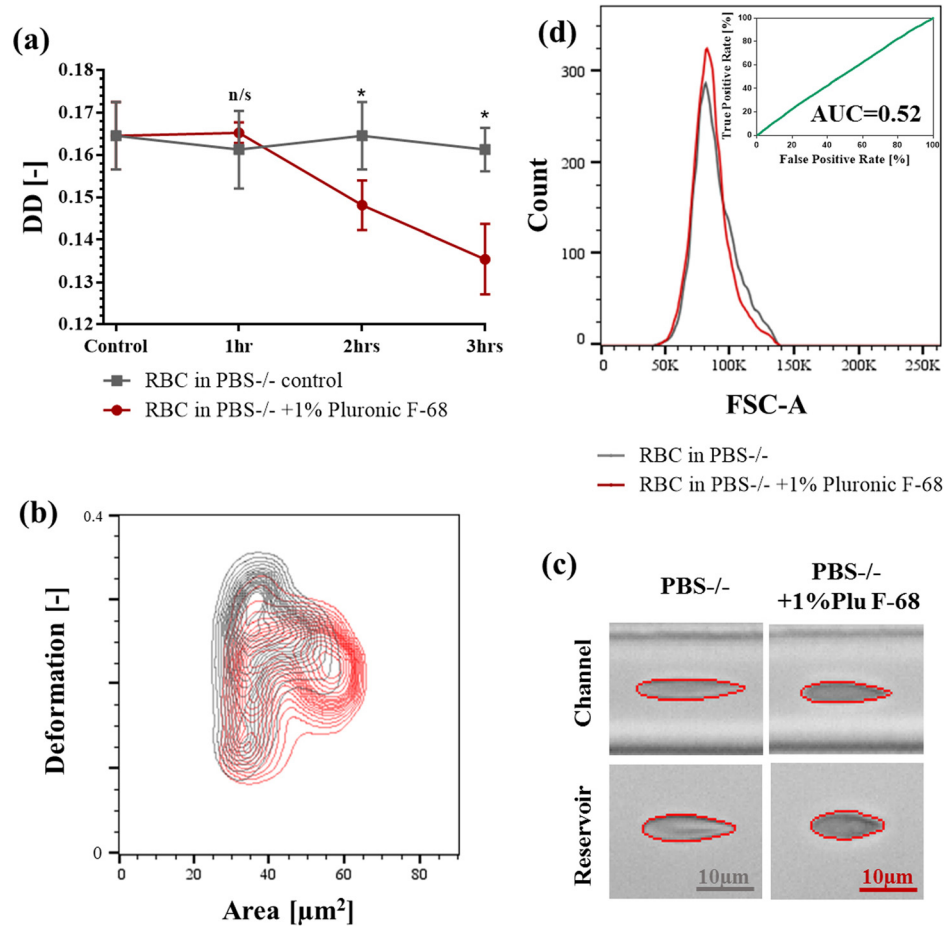 (a)
DD [-]
0.18
0.17
0.16
0.15
0.14
0.13
0.12
n/s
*
*
Control
1hr
2hrs
3hrs
RBC in PBS-/- control
RBC in PBS-/- +1% Pluronic F-68
(d)
Count
300
200
100
0
0
50K
100K
150K
200K
250K
FSC-A
True Positive Rate [%]
100
80
60
40
20
0
0
20
40
60
80
100
False Positive Rate [%]
AUC=0.52
RBC in PBS-/-
RBC in PBS-/- +1% Pluronic F-68
(b)
Deformation [-]
0.4
0
0
20
40
60
80
Area [µm²]
(c)
PBS-/-
PBS-/-
+1%Plu F-68
Channel
Reservoir
10µm
10µm